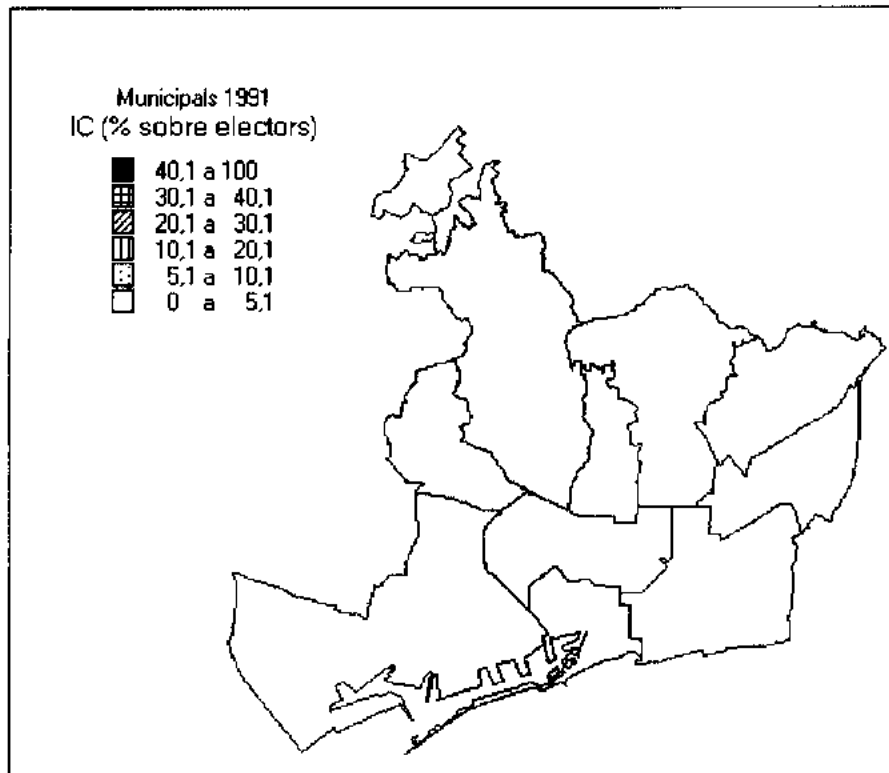 Municipals 1991
IC (% sobre electors)
40,1 a 100
30,1 a 40,1
20,1 a 30,1
10,1 a 20,1
5,1 a 10,1
0 a 5,1